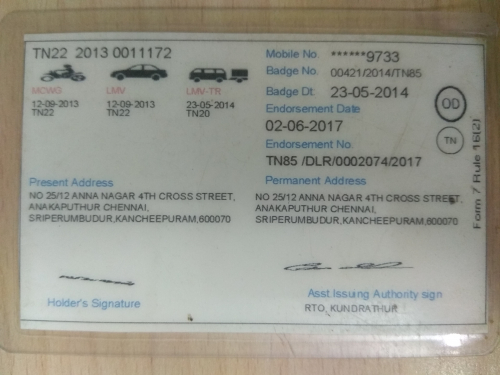 TN22 2013 0011172
MCWG LMV LMV-TR
12-09-2013 12-09-2013 23-05-2014
TN22 TN22 TN20
Mobile No. ******9733
Badge No. 00421/2014/TN85
Badge Dt: 23-05-2014
Endorsement Date
02-06-2017
Endorsement No.
TN85 /DLR/0002074/2017
OD
TN
Form 7 Rule 16(2)
Present Address
NO 25/12 ANNA NAGAR 4TH CROSS STREET,
ANAKAPUTHUR CHENNAI,
SRIPERUMBUDUR,KANCHEEPURAM,600070
Permanent Address
NO 25/12 ANNA NAGAR 4TH CROSS STREET,
ANAKAPUTHUR CHENNAI,
SRIPERUMBUDUR,KANCHEEPURAM,600070
Holder's Signature
Asst Issuing Authority sign
RTO, KUNDRATHUR